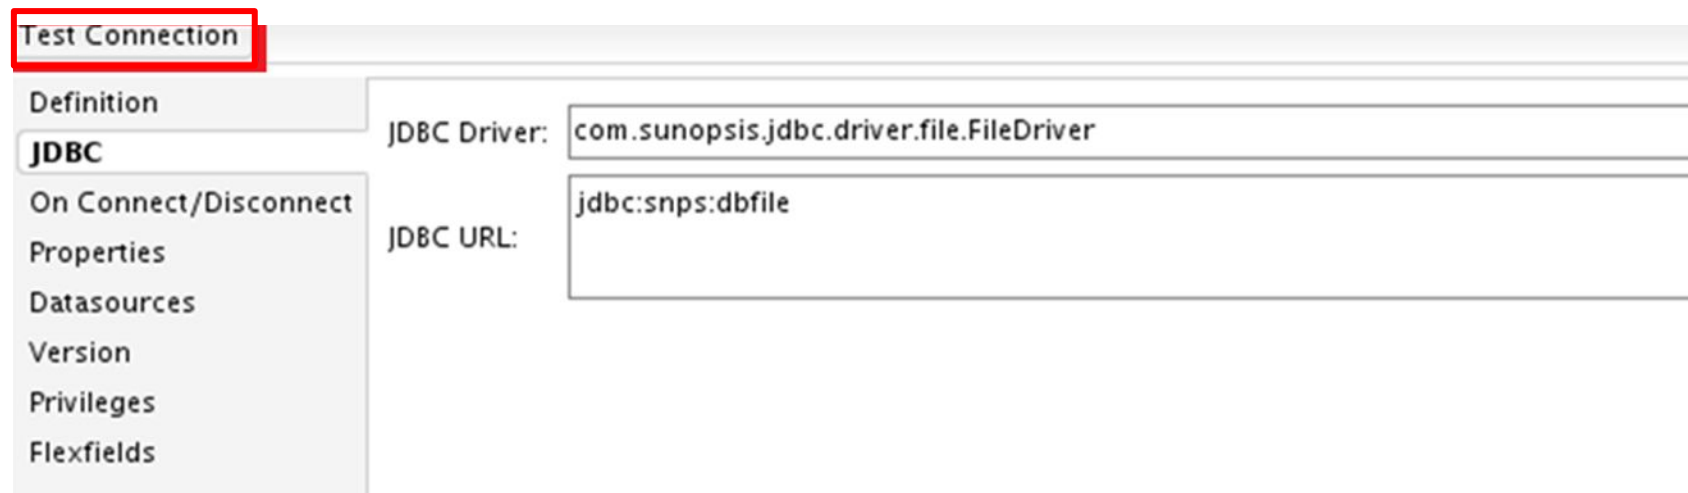 Test Connection
Definition
JDBC
On Connect/Disconnect
Properties
Datasources
Version
Privileges
Flexfields
JDBC Driver: com.sunopsis.jdbc.driver.file.FileDriver
JDBC URL: jdbc:snps:dbfile